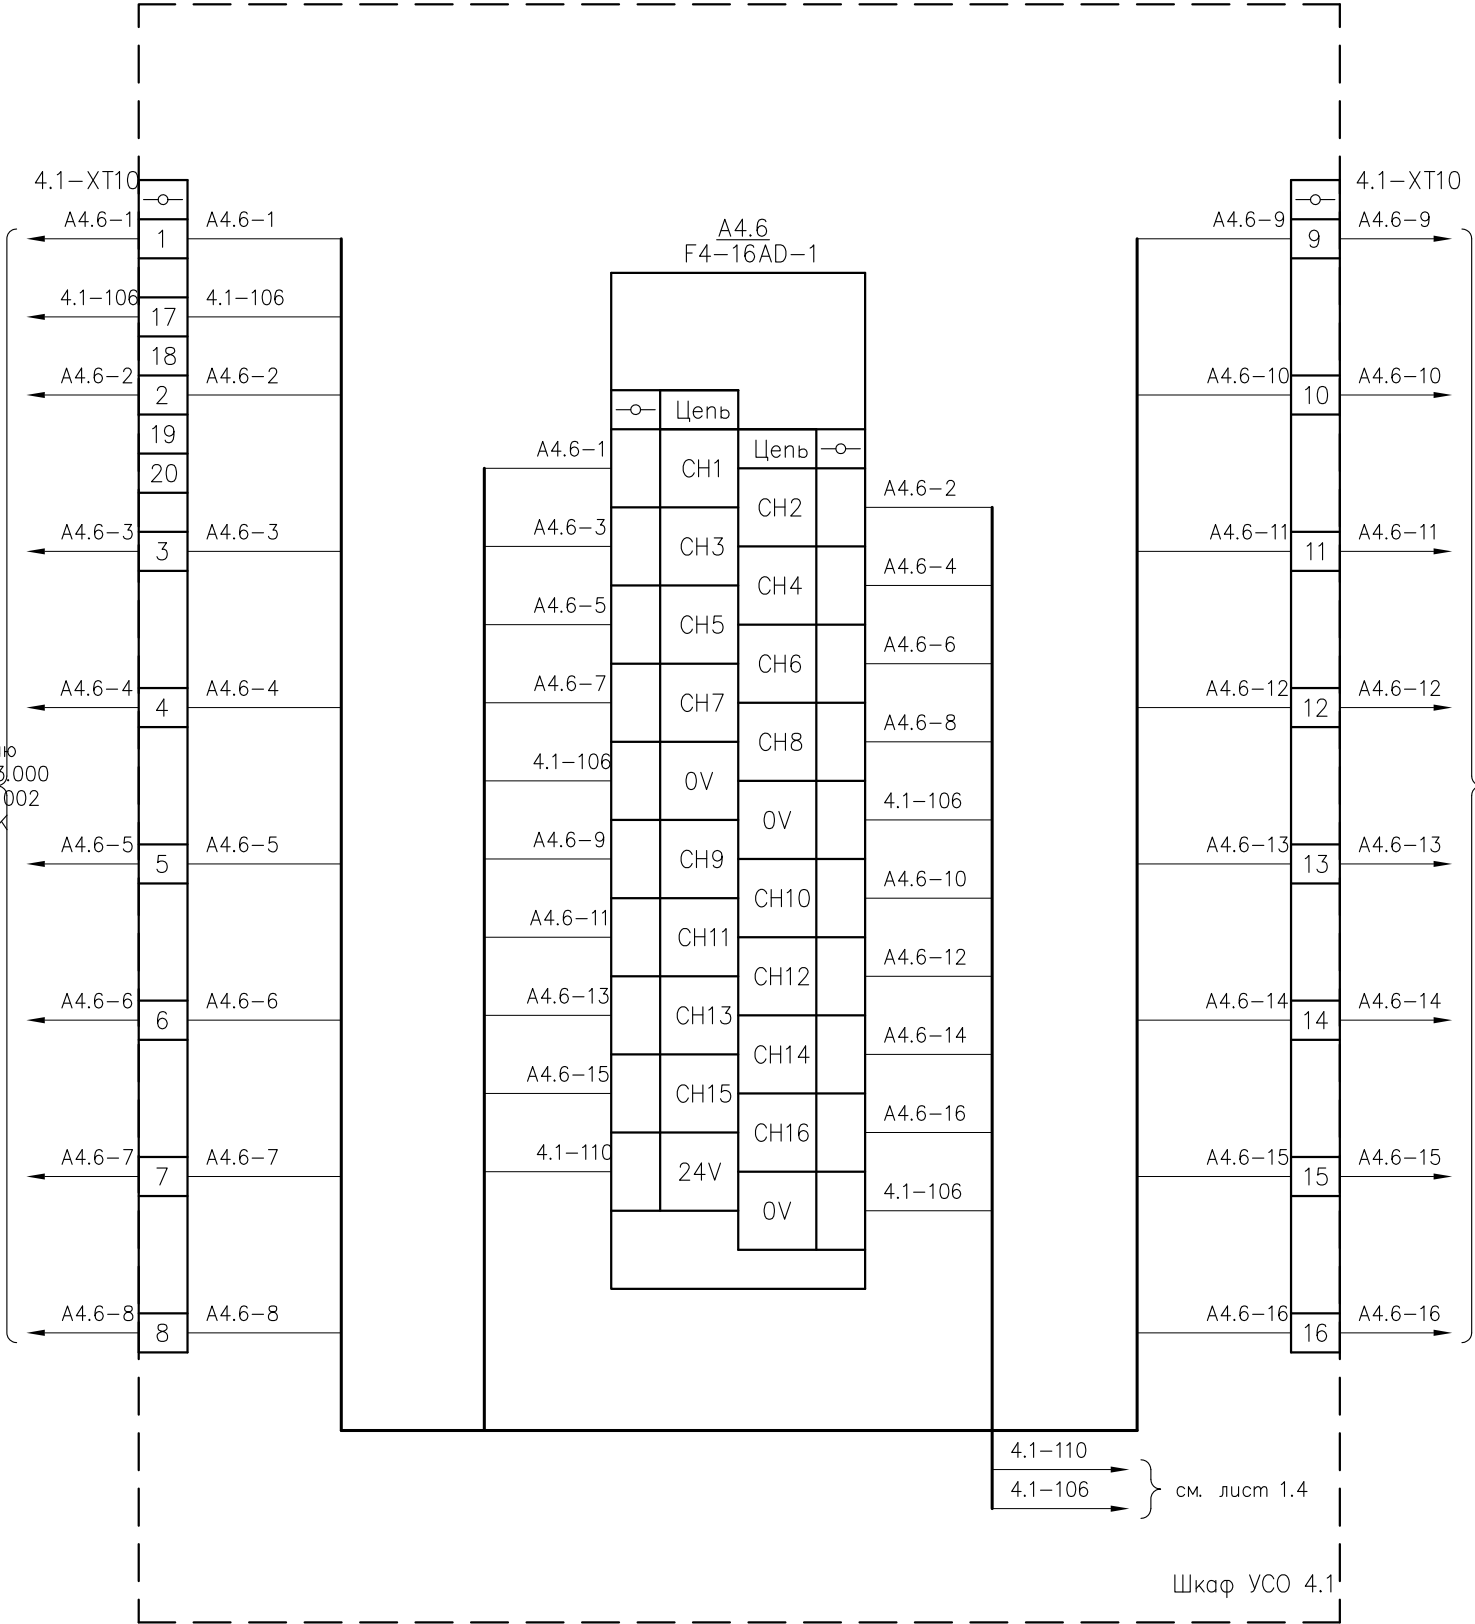 4.1-XT10
A4.6-1
1
A4.6-1
4.1-106
17
4.1-106
18
A4.6-2
2
A4.6-2
19
20
A4.6-3
3
A4.6-3
A4.6-4
4
A4.6-4
3.000
002
A4.6-5
5
A4.6-5
A4.6-6
6
A4.6-6
A4.6-7
7
A4.6-7
A4.6-8
8
A4.6-8
A4.6
F4-16AD-1
Цепь
A4.6-1
CH1
A4.6-3
CH3
A4.6-5
CH5
A4.6-7
CH7
4.1-106
0V
A4.6-9
CH9
A4.6-11
CH11
A4.6-13
CH13
A4.6-15
CH15
4.1-110
24V
Цепь
CH2
A4.6-2
CH4
A4.6-4
CH6
A4.6-6
CH8
A4.6-8
0V
4.1-106
CH10
A4.6-10
CH12
A4.6-12
CH14
A4.6-14
CH16
A4.6-16
0V
4.1-106
4.1-XT10
A4.6-9
9
A4.6-9
A4.6-10
10
A4.6-10
A4.6-11
11
A4.6-11
A4.6-12
12
A4.6-12
A4.6-13
13
A4.6-13
A4.6-14
14
A4.6-14
A4.6-15
15
A4.6-15
A4.6-16
16
A4.6-16
4.1-110
4.1-106
см. лист 1.4
Шкаф УСО 4.1